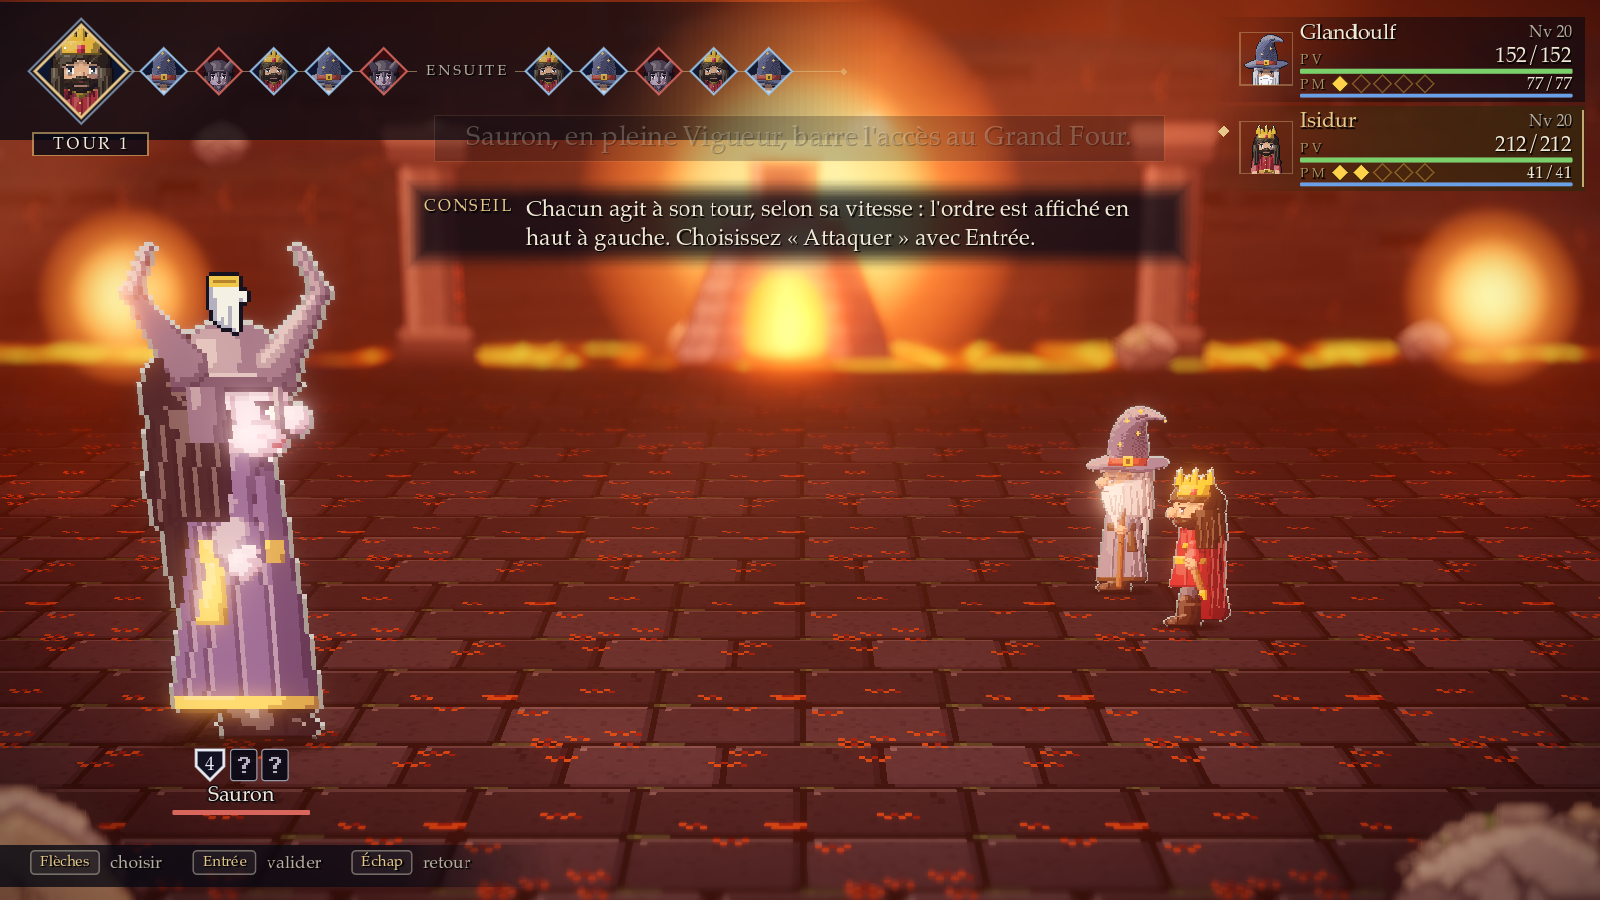 ENSUITE
TOUR 1
Glandoulf
Nv 20
PV
152/152
PM
77/77
Isidur
Nv 20
PV
212/212
PM
41/41
Sauron, en pleine Vigueur, barre l'accès au Grand Four.
CONSEIL
Chacun agit à son tour, selon sa vitesse : l'ordre est affiché en
haut à gauche. Choisissez « Attaquer » avec Entrée.
4 ? ?
Sauron
Flèches choisir Entrée valider Échap retour